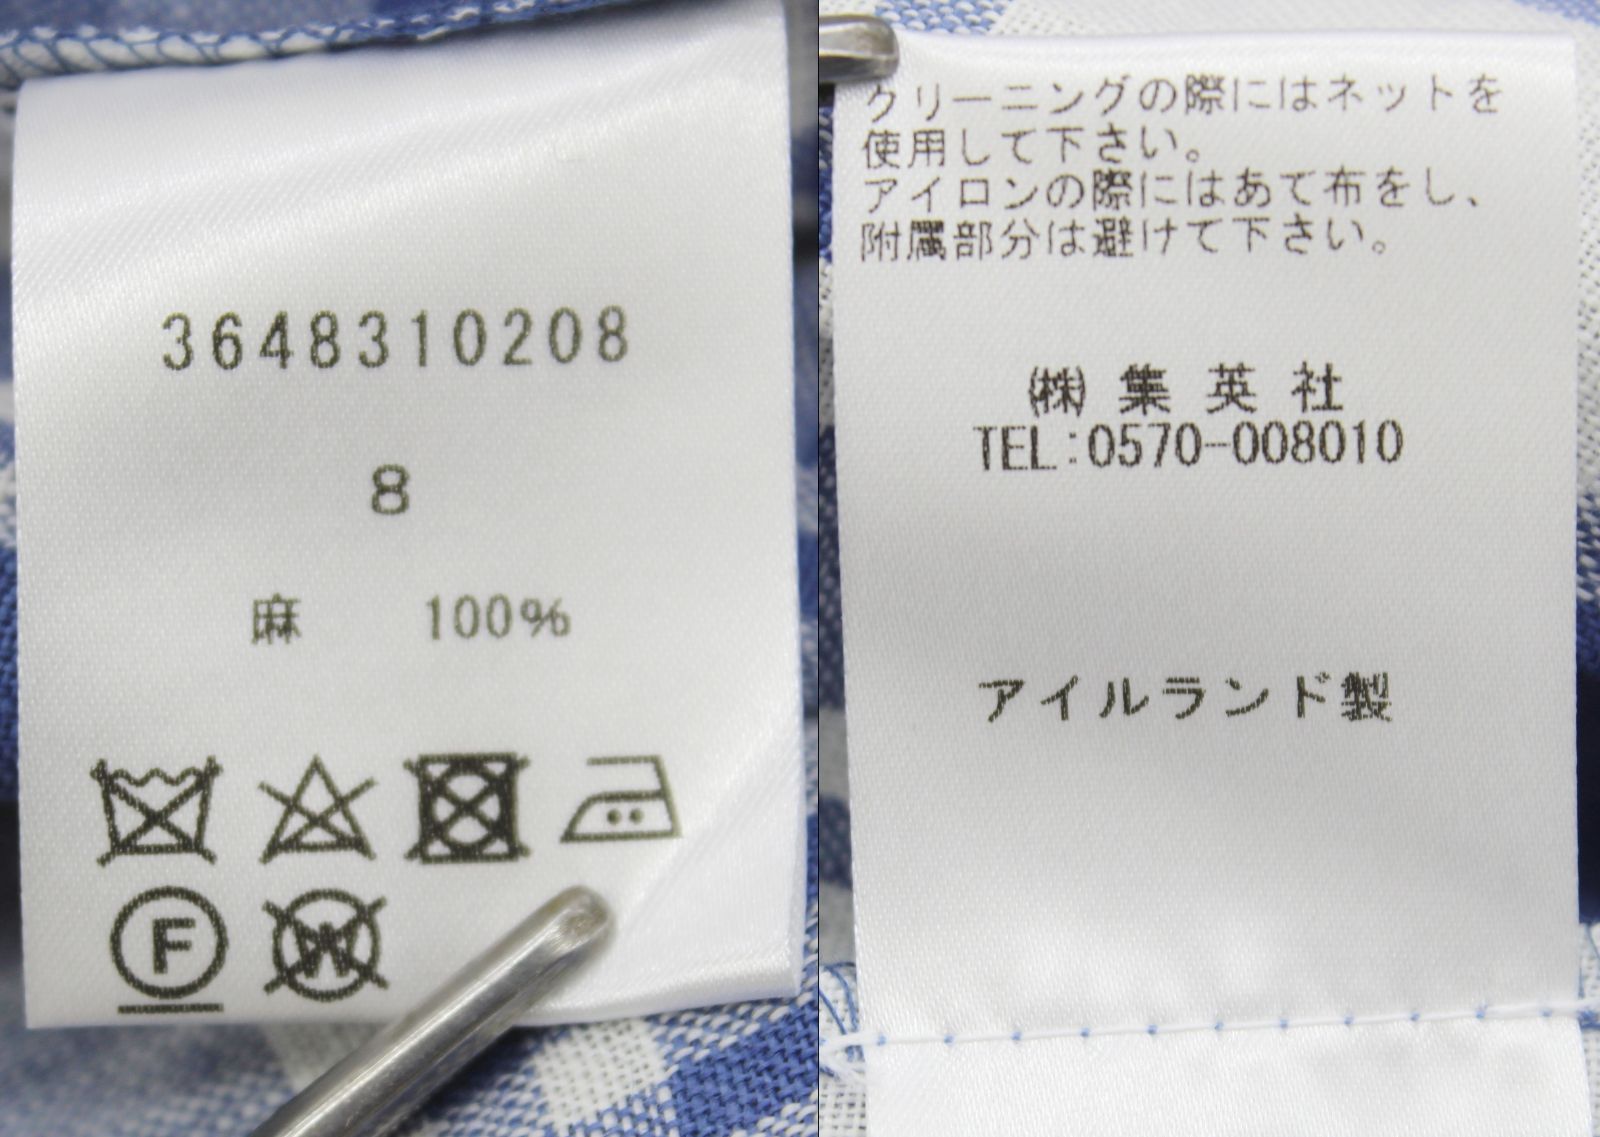 3648310208
8
麻 100%
F
W
クリーニングの際にはネットを
使用して下さい。
アイロンの際にはあて布をし、
附属部分は避けて下さい。
㈱ 集英社
TEL:0570-008010
アイルランド製